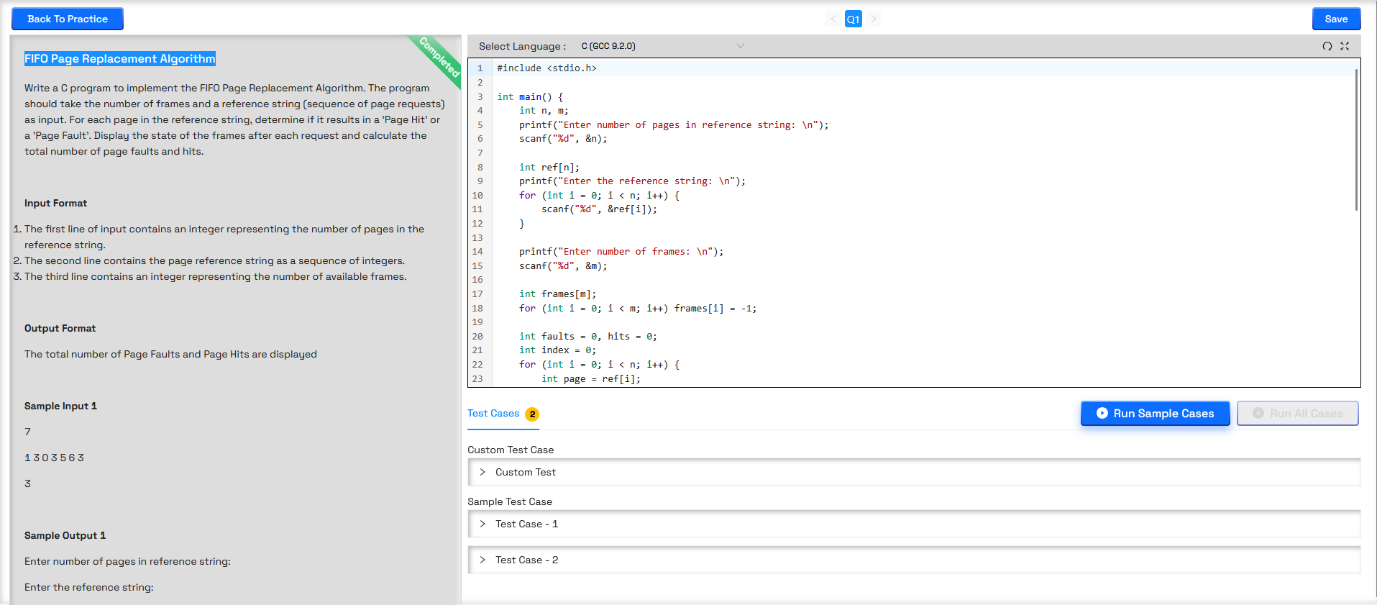 Back To Practice
Q1
Save
FIFO Page Replacement Algorithm
Completed
Write a C program to implement the FIFO Page Replacement Algorithm. The program
should take the number of frames and a reference string (sequence of page requests)
as input. For each page in the reference string, determine if it results in a 'Page Hit' or
a 'Page Fault'. Display the state of the frames after each request and calculate the
total number of page faults and hits.
Input Format
1. The first line of input contains an integer representing the number of pages in the
reference string.
2. The second line contains the page reference string as a sequence of integers.
3. The third line contains an integer representing the number of available frames.
Output Format
The total number of Page Faults and Page Hits are displayed
Sample Input 1
7
1 3 0 3 5 6 3
3
Sample Output 1
Enter number of pages in reference string:
Enter the reference string:
Select Language : C (GCC 9.2.0)
1 #include <stdio.h>
2
3 int main() {
4 int n, m;
5 printf("Enter number of pages in reference string: \n");
6 scanf("%d", &n);
7
8 int ref[n];
9 printf("Enter the reference string: \n");
10 for (int i = 0; i < n; i++) {
11 scanf("%d", &ref[i]);
12 }
13
14 printf("Enter number of frames: \n");
15 scanf("%d", &m);
16
17 int frames[m];
18 for (int i = 0; i < m; i++) frames[i] = -1;
19
20 int faults = 0, hits = 0;
21 int index = 0;
22 for (int i = 0; i < n; i++) {
23 int page = ref[i];
Test Cases 2
Run Sample Cases
Run All Cases
Custom Test Case
Custom Test
Sample Test Case
Test Case - 1
Test Case - 2